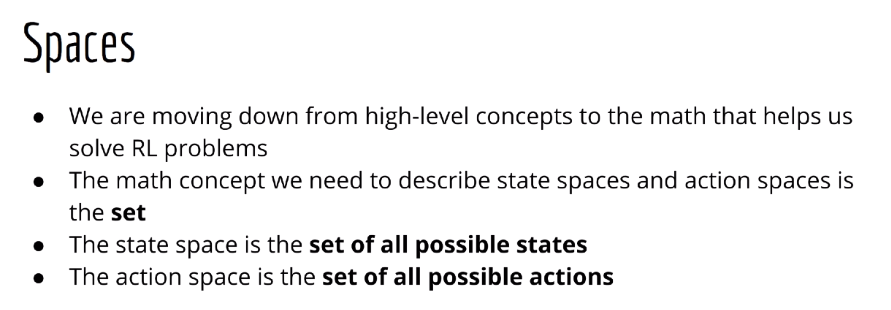 Spaces
● We are moving down from high-level concepts to the math that helps us
solve RL problems
● The math concept we need to describe state spaces and action spaces is
the set
● The state space is the set of all possible states
● The action space is the set of all possible actions